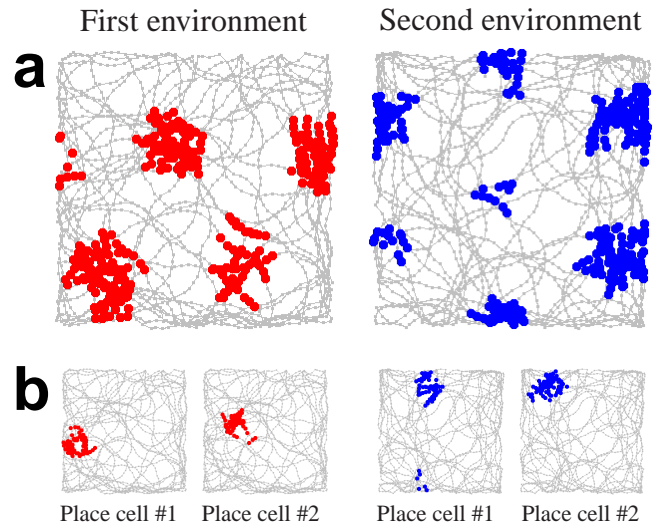 First environment
Second environment
a
b
Place cell #1
Place cell #2
Place cell #1
Place cell #2